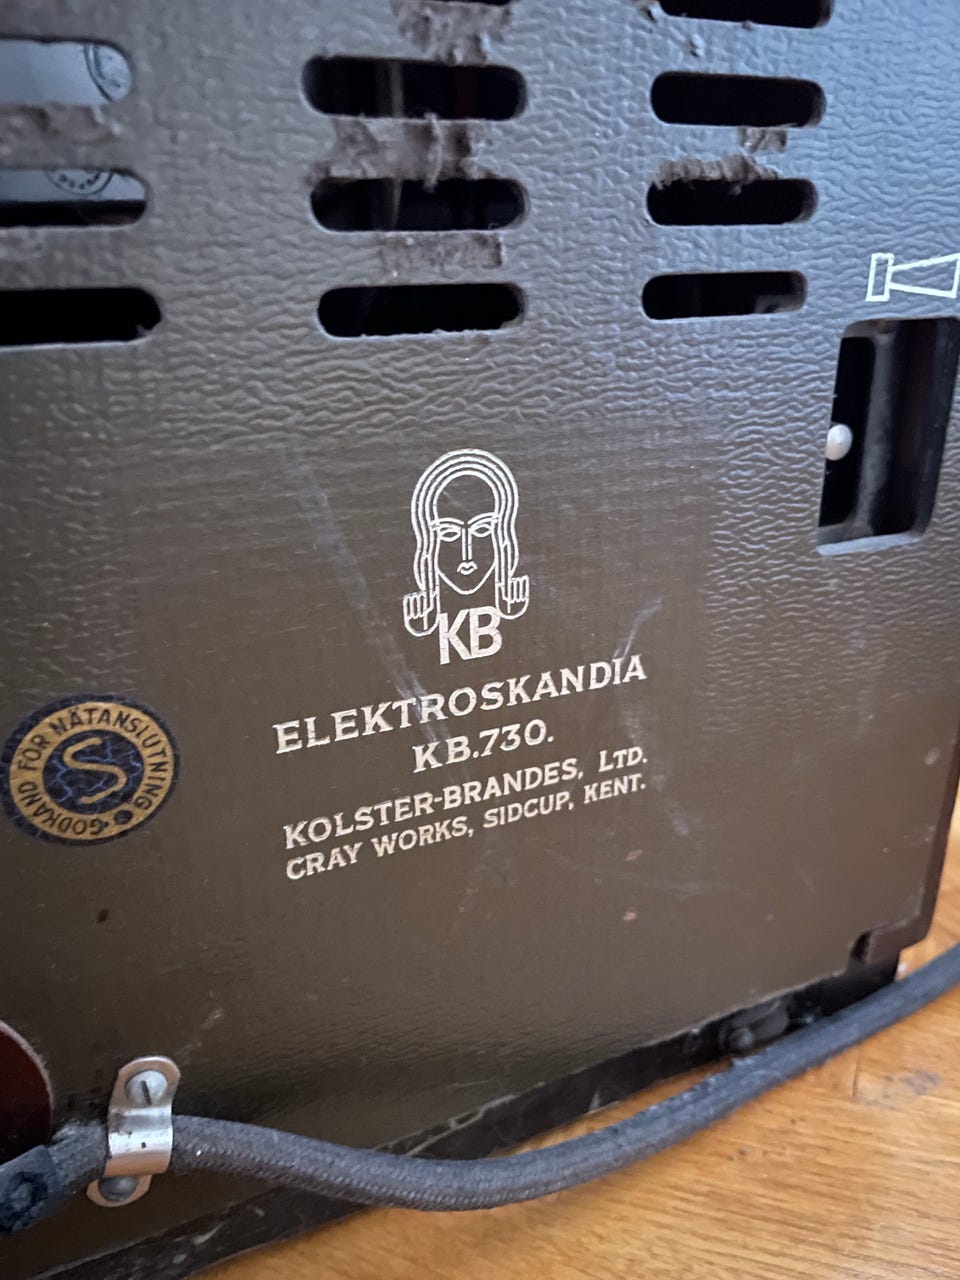 KB
ELEKTROSKANDIA
KB.730.
KOLSTER-BRANDES, LTD.
CRAY WORKS, SIDCUP, KENT.
GODKÄND FÖR NÄTANSLUTNING
S